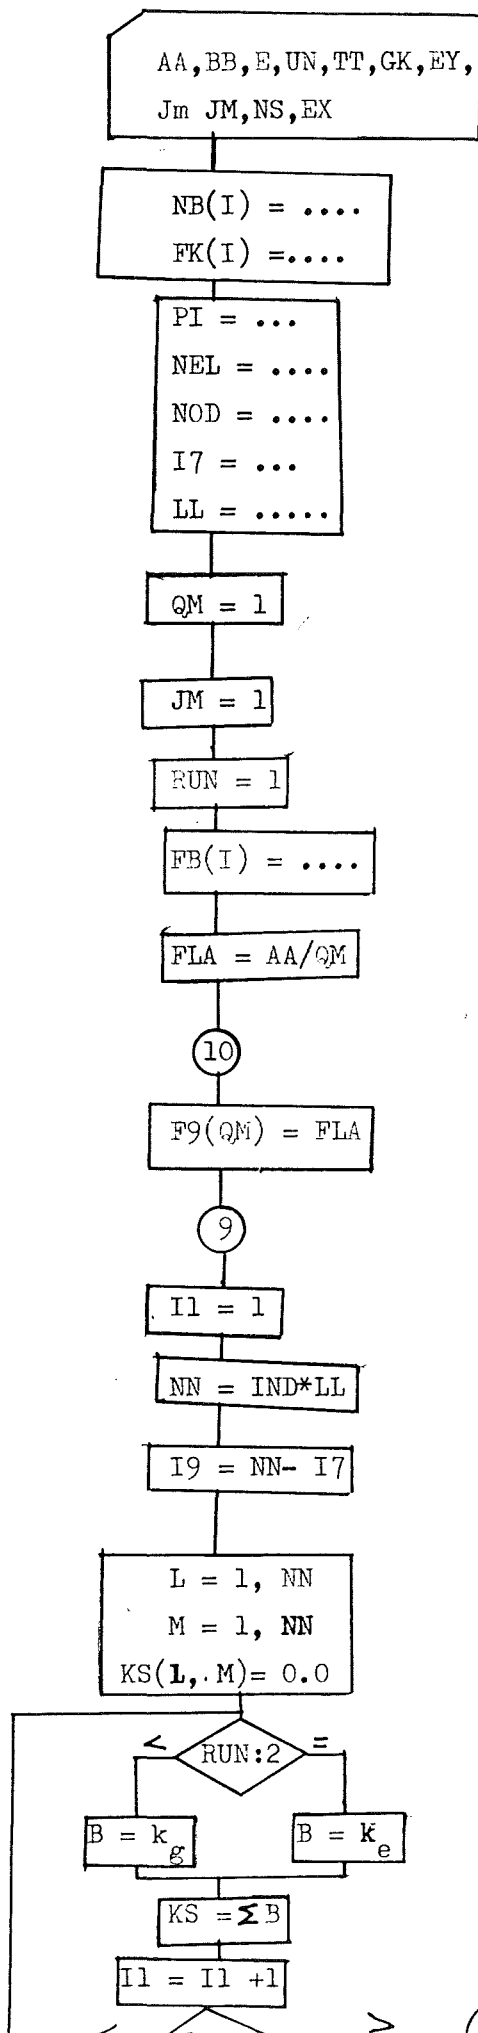 AA,BB,E,UN,TT,GK,EY,
Jm JM,NS,EX
NB(I) = ....
FK(I) =....
PI = ...
NEL = ....
NOD = ....
I7 = ...
LL = .....
QM = 1
JM = 1
RUN = 1
FB(I) = ....
FLA = AA/QM
10
F9(QM) = FLA
9
I1 = 1
NN = IND*LL
I9 = NN- I7
L = 1, NN
M = 1, NN
KS(L, M)= 0.0
< RUN:2 =
B = kg B = Ke
KS =ΣB
I1 = I1 +1
< >